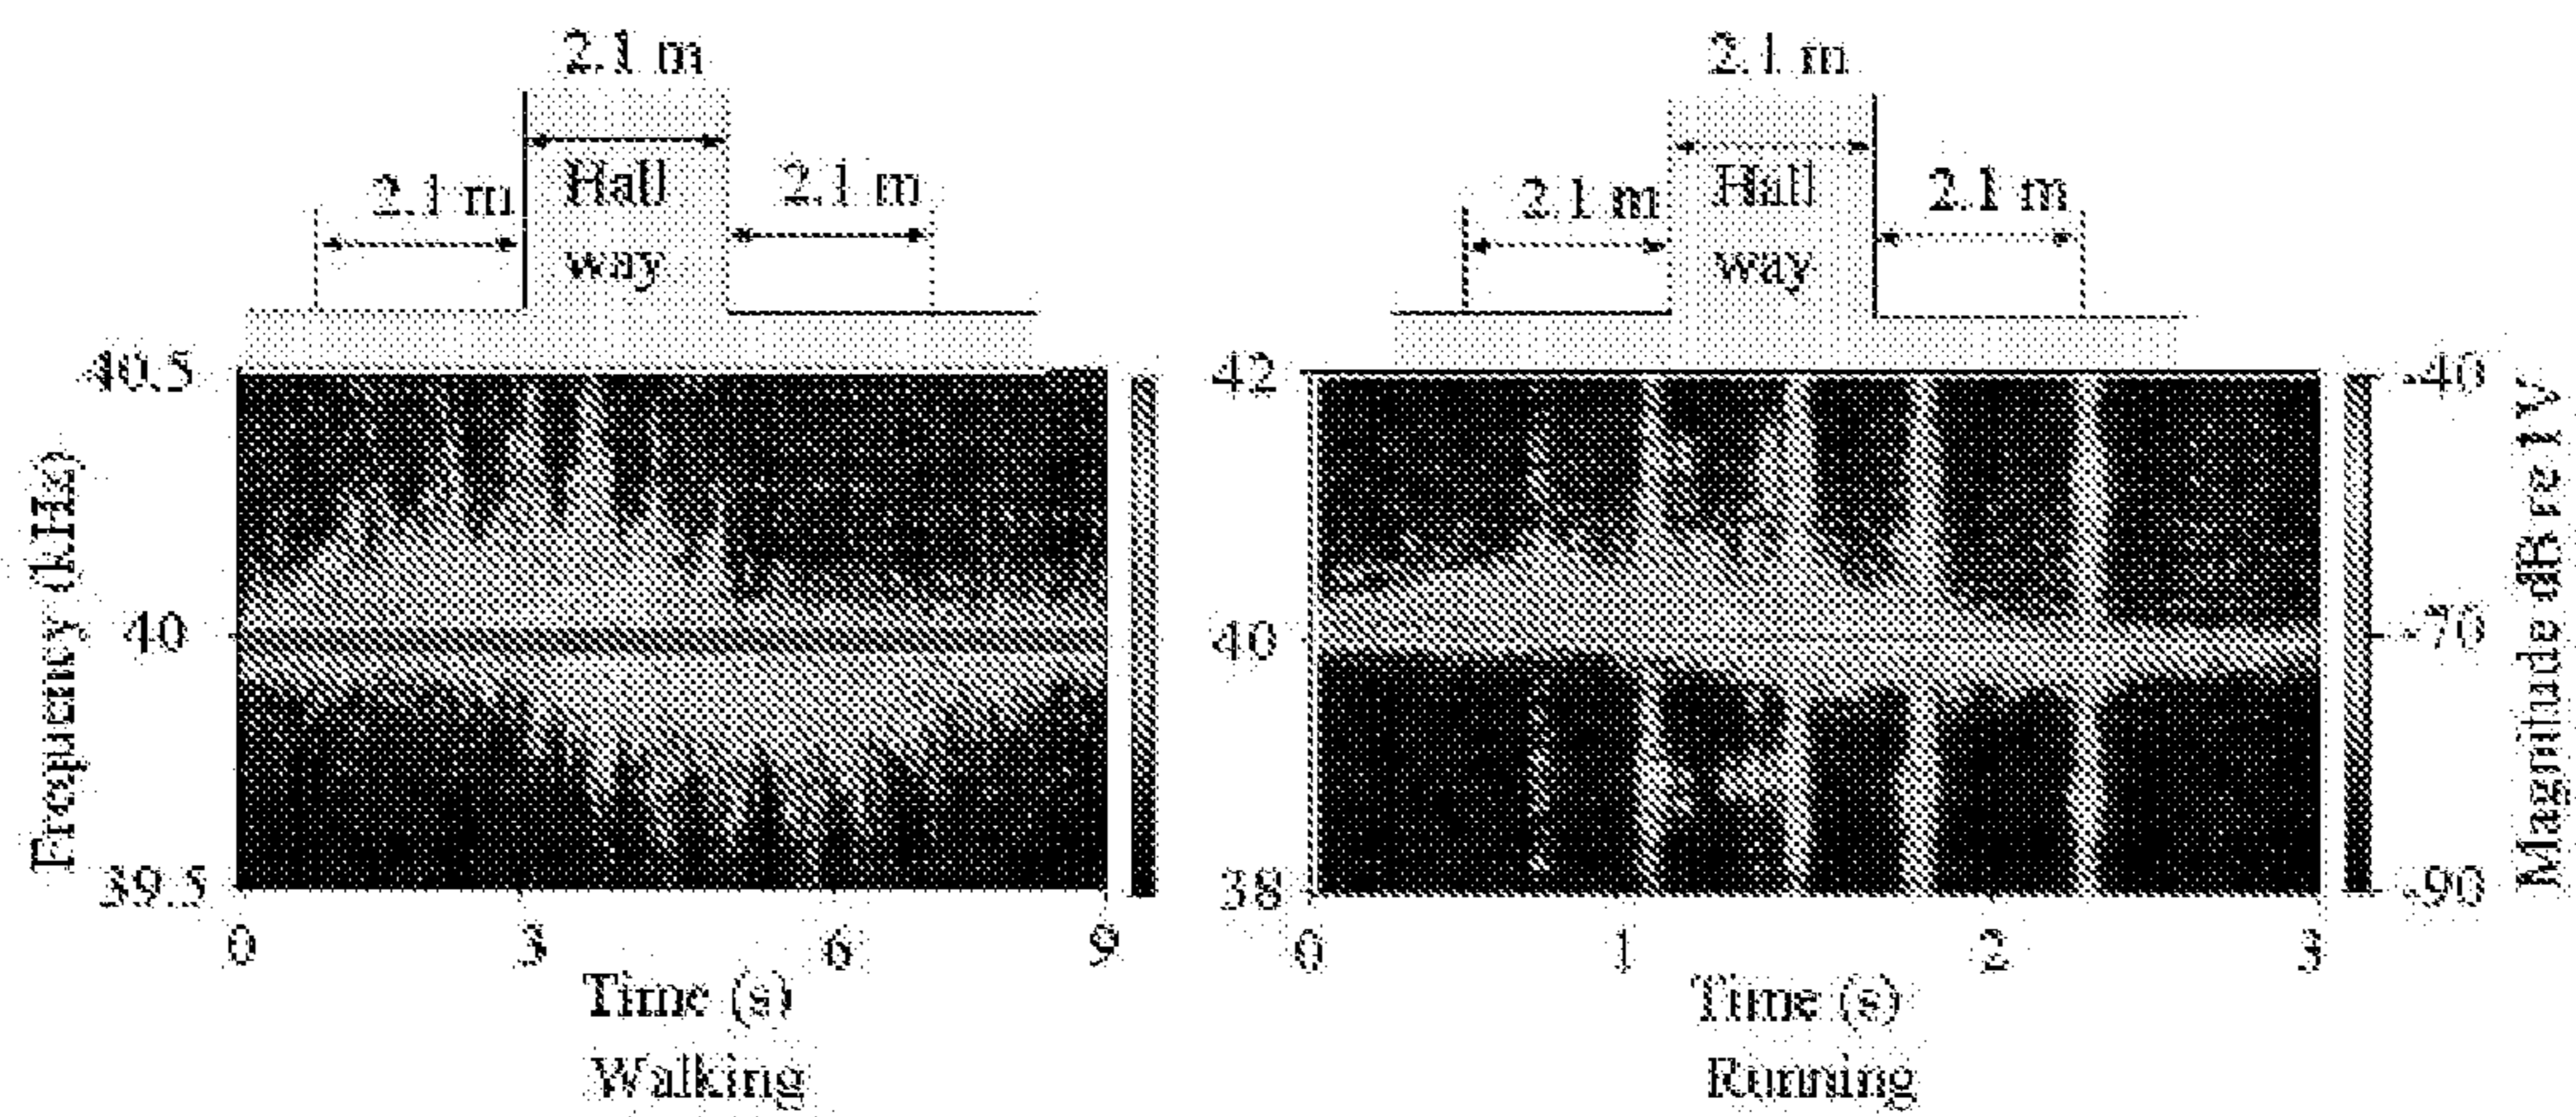 2.1 m
2.1 m
Hall
way
2.1 m
40.5
40
39.5
Frequency (kHz)
0 3 6 9
Time (s)
Walking
2.1 m
2.1 m
Hall
way
2.1 m
42
40
38
0 1 2 3
Time (s)
Running
-40
-70
-90
Magnitude dB re 1V